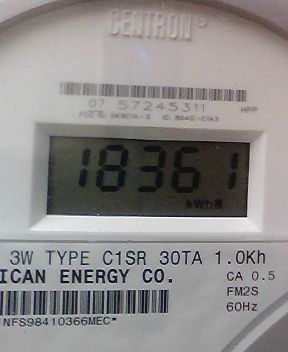 CENTRON®
07 57245311
HPP
18361
kWh
3W TYPE C1SR 30TA 1.0Kh
ICAN ENERGY CO.
CA 0.5
FM2S
60Hz
NFS98410366MEC*